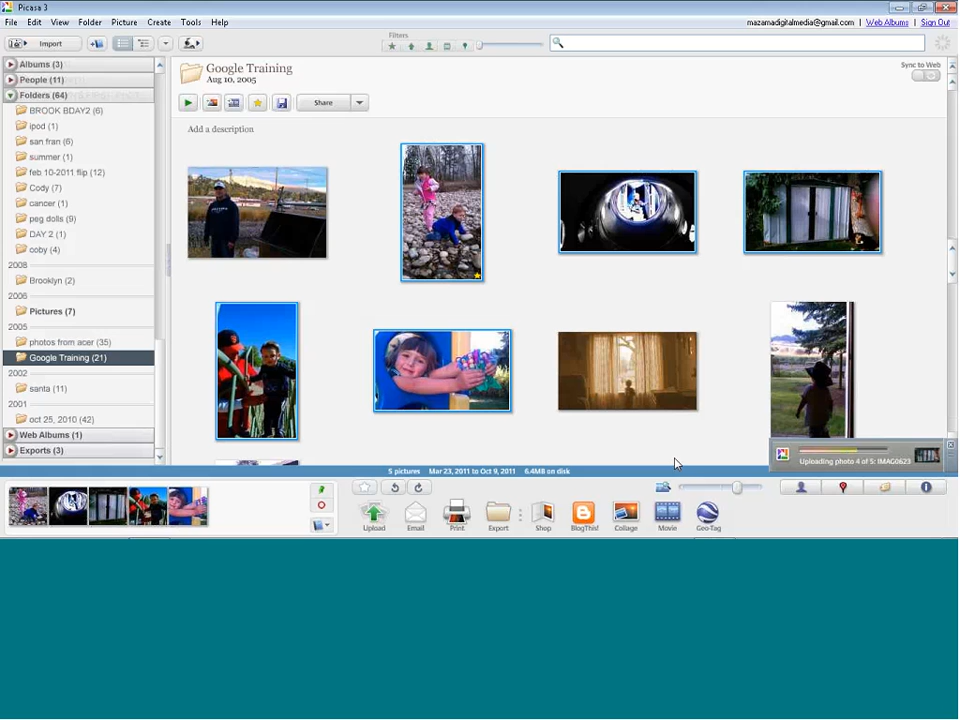 Picasa 3
File Edit View Folder Picture Create Tools Help
mazamadigitalmedia@gmail.com | Web Albums | Sign Out
Import
Filters
Albums (3)
People (11)
Folders (64)
BROOK BDAY2 (6)
ipod (1)
san fran (6)
summer (1)
feb 10-2011 flip (12)
Cody (7)
cancer (1)
peg dolls (9)
DAY 2 (1)
coby (4)
2008
Brooklyn (2)
2006
Pictures (7)
2005
photos from acer (35)
Google Training (21)
2002
santa (11)
2001
oct 25, 2010 (42)
Web Albums (1)
Exports (3)
Google Training
Aug 10, 2005
Sync to Web
Share
Add a description
Uploading photo 4 of 5: IMAG0623
5 pictures Mar 23, 2011 to Oct 9, 2011 6.4MB on disk
Upload Email Print Export Shop BlogThis! Collage Movie Geo-Tag